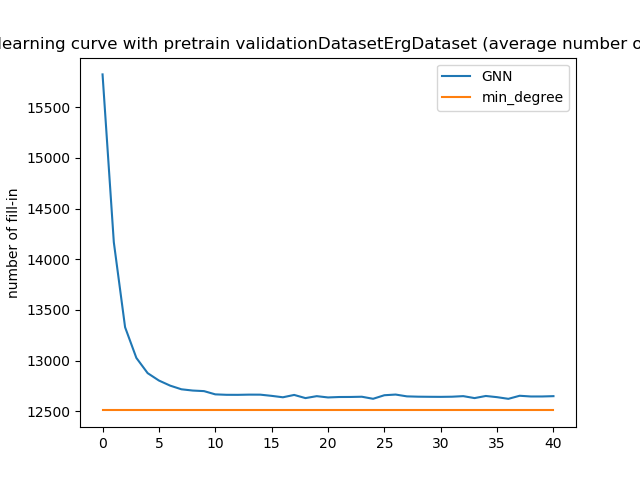 learning curve with pretrain validationDatasetErgDataset (average number o
GNN
min_degree
number of fill-in
15500
15000
14500
14000
13500
13000
12500
0 5 10 15 20 25 30 35 40